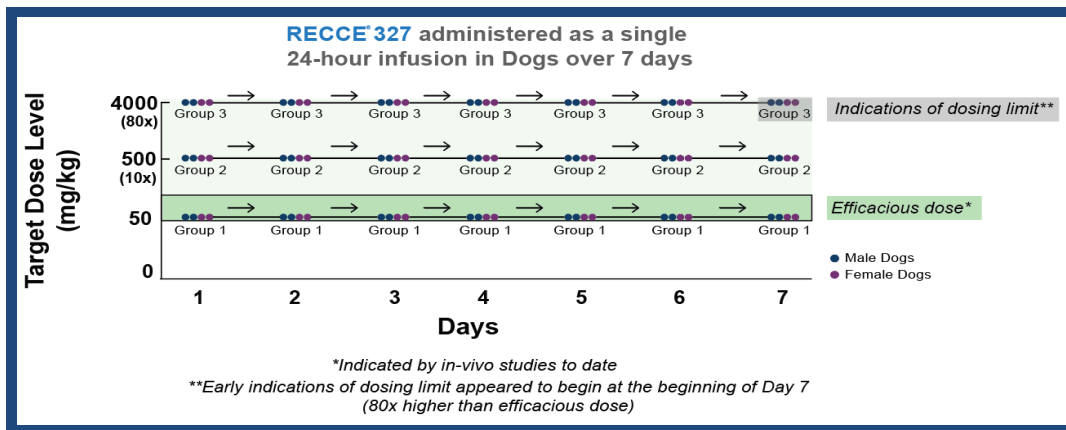 RECCE® 327 administered as a single
24-hour infusion in Dogs over 7 days
Target Dose Level
(mg/kg)
4000
(80x)
Group 3 Group 3 Group 3 Group 3 Group 3 Group 3 Group 3
Indications of dosing limit**
500
(10x)
Group 2 Group 2 Group 2 Group 2 Group 2 Group 2 Group 2
50
Efficacious dose*
Group 1 Group 1 Group 1 Group 1 Group 1 Group 1 Group 1
Male Dogs
Female Dogs
0
1 2 3 4 5 6 7
Days
*Indicated by in-vivo studies to date
**Early indications of dosing limit appeared to begin at the beginning of Day 7
(80x higher than efficacious dose)